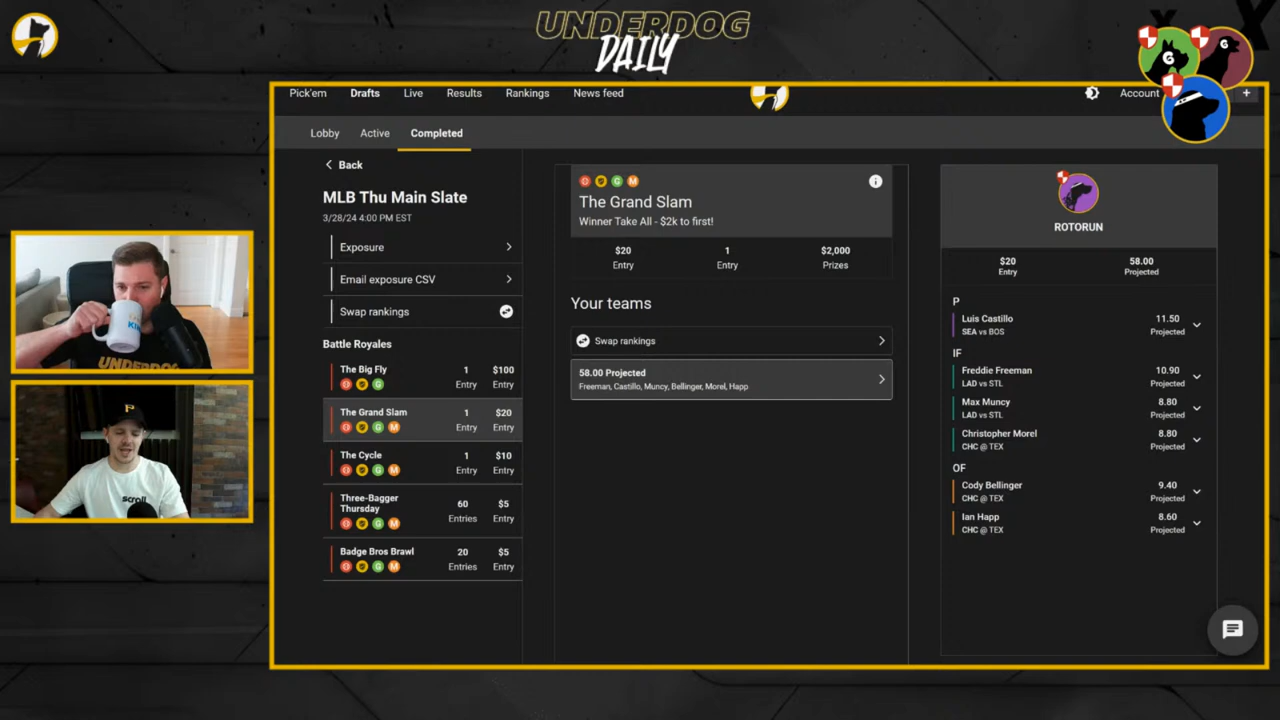 UNDERDOG
DAILY
Pick'em
Drafts
Live
Results
Rankings
News feed
Account
+
Lobby
Active
Completed
Back
MLB Thu Main Slate
3/28/24 4:00 PM EST
Exposure
Email exposure CSV
Swap rankings
Battle Royales
The Big Fly
1
Entry
$100
Entry
G
The Grand Slam
1
Entry
$20
Entry
G M
The Cycle
1
Entry
$10
Entry
G M
Three-Bagger
Thursday
60
Entries
$5
Entry
G M
Badge Bros Brawl
20
Entries
$5
Entry
G M
G M
The Grand Slam
Winner Take All - $2k to first!
$20
Entry
1
Entry
$2,000
Prizes
Your teams
Swap rankings
58.00 Projected
Freeman, Castillo, Muncy, Bellinger, Morel, Happ
ROTORUN
$20
Entry
58.00
Projected
P
Luis Castillo
SEA vs BOS
11.50
Projected
IF
Freddie Freeman
LAD vs STL
10.90
Projected
Max Muncy
LAD vs STL
8.80
Projected
Christopher Morel
CHC @ TEX
8.80
Projected
OF
Cody Bellinger
CHC @ TEX
9.40
Projected
Ian Happ
CHC @ TEX
8.60
Projected
G
G
UNDERDOG
P
scroll